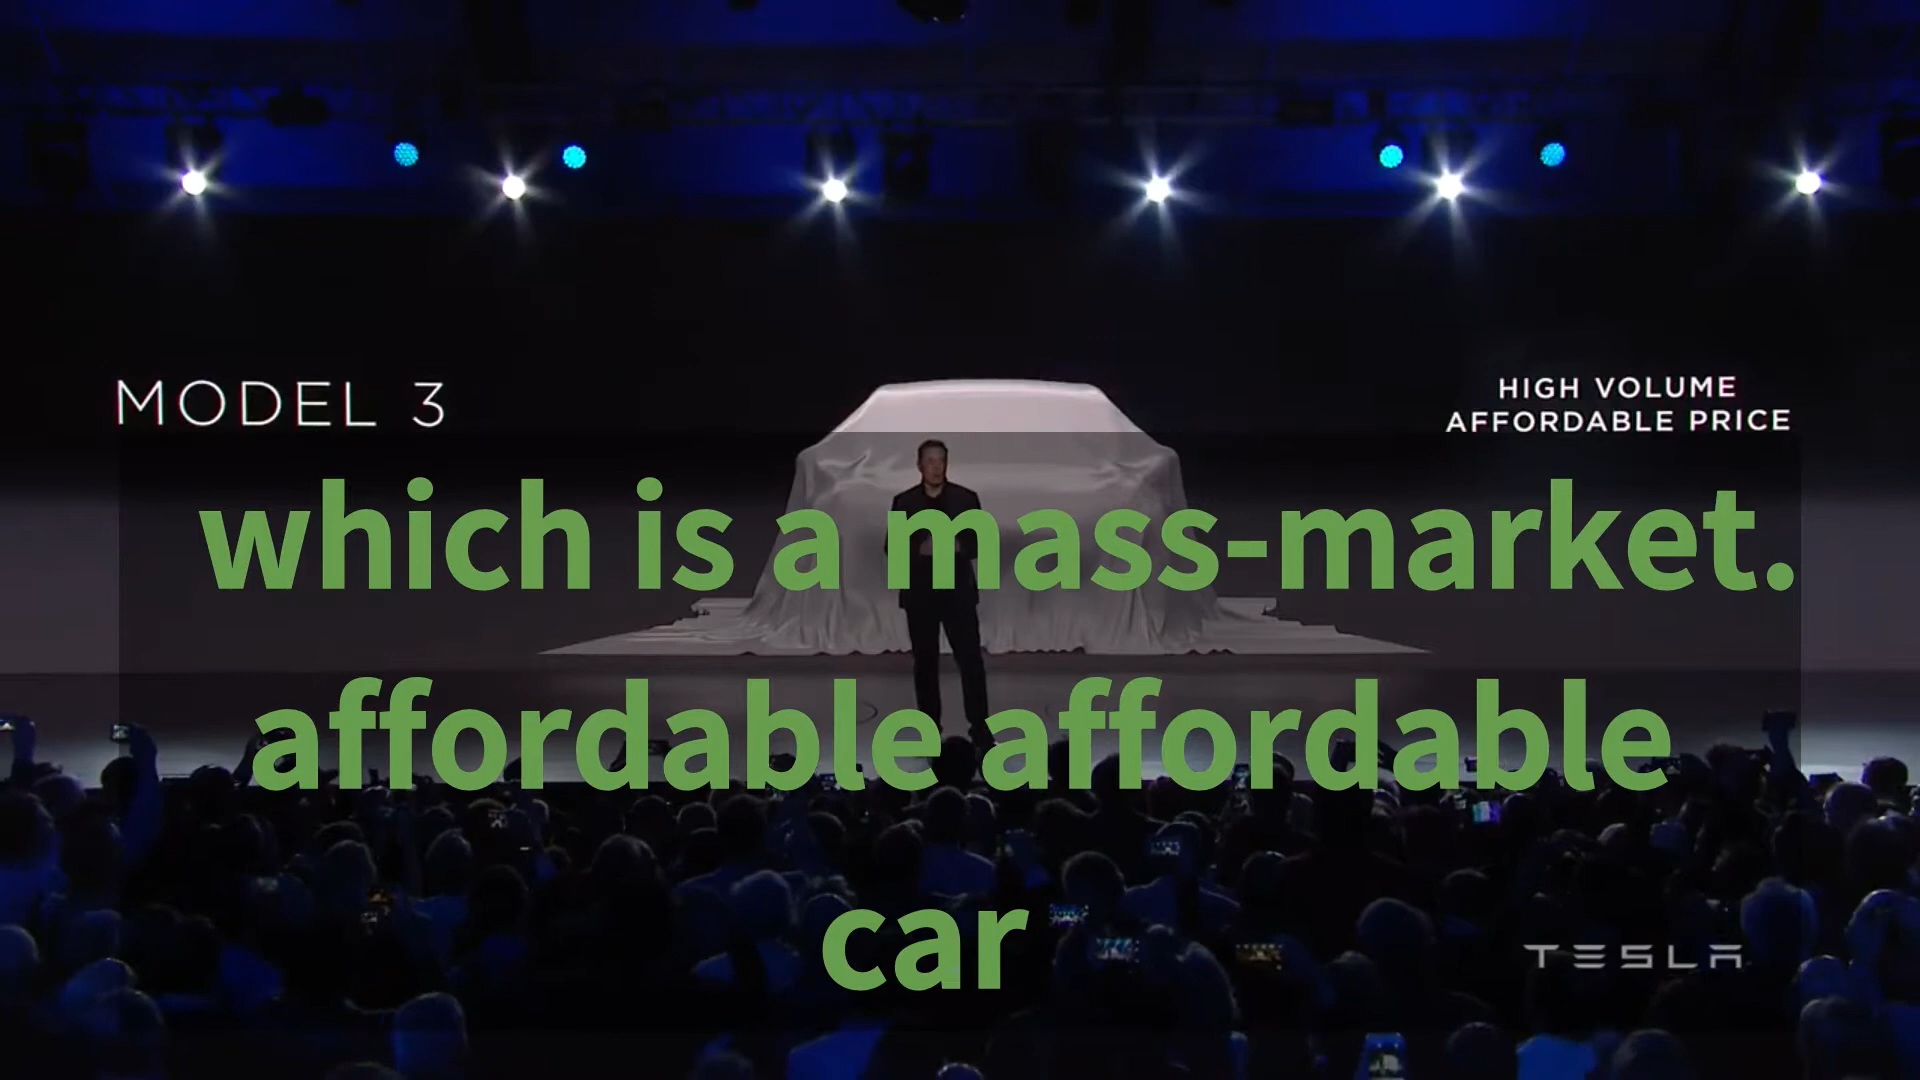 MODEL 3
HIGH VOLUME
AFFORDABLE PRICE
which is a mass-market.
affordable affordable
car
TESLA